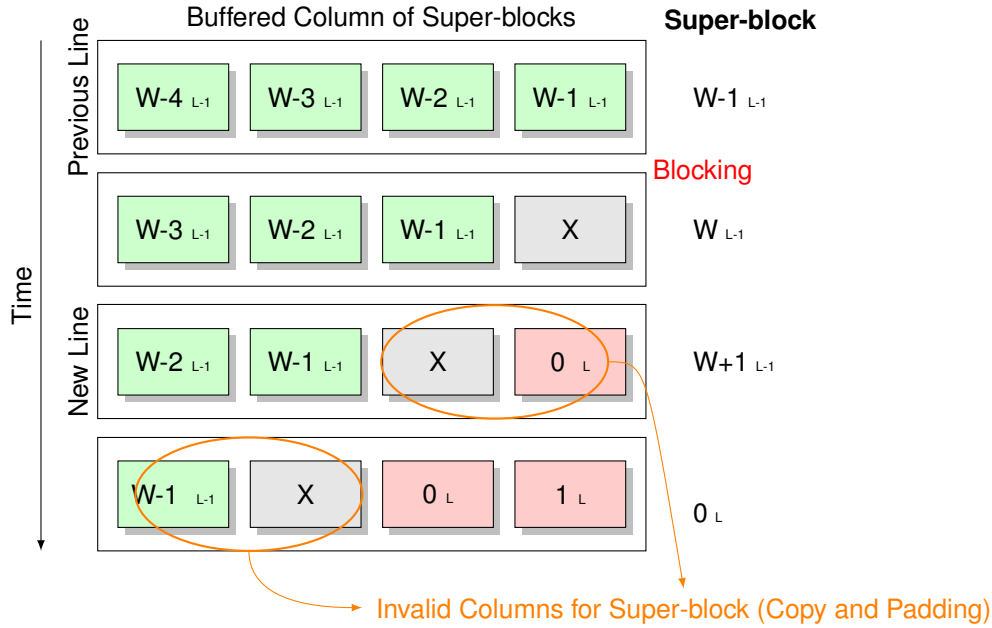 Buffered Column of Super-blocks
Super-block
Previous Line
W-4 L-1
W-3 L-1
W-2 L-1
W-1 L-1
W-1 L-1
Blocking
W-3 L-1
W-2 L-1
W-1 L-1
X
W L-1
Time
New Line
W-2 L-1
W-1 L-1
X
0 L
W+1 L-1
W-1 L-1
X
0 L
1 L
0 L
Invalid Columns for Super-block (Copy and Padding)